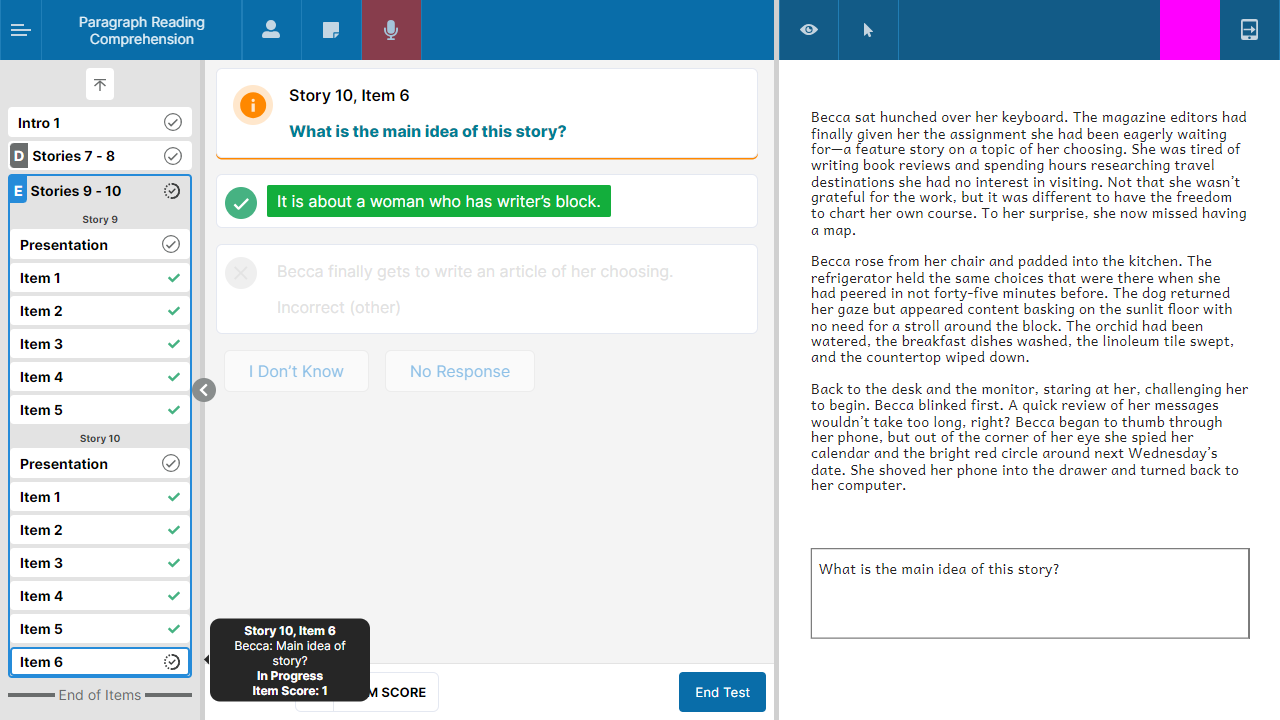 Paragraph Reading
Comprehension
Intro 1
D Stories 7 - 8
E Stories 9 - 10
Story 9
Presentation
Item 1
Item 2
Item 3
Item 4
Item 5
Story 10
Presentation
Item 1
Item 2
Item 3
Item 4
Item 5
Item 6
End of Items
Story 10, Item 6
What is the main idea of this story?
It is about a woman who has writer’s block.
Becca finally gets to write an article of her choosing.
Incorrect (other)
I Don’t Know
No Response
Story 10, Item 6
Becca: Main idea of
story?
In Progress
Item Score: 1
M SCORE
End Test
Becca sat hunched over her keyboard. The magazine editors had
finally given her the assignment she had been eagerly waiting
for—a feature story on a topic of her choosing. She was tired of
writing book reviews and spending hours researching travel
destinations she had no interest in visiting. Not that she wasn’t
grateful for the work, but it was different to have the freedom
to chart her own course. To her surprise, she now missed having
a map.
Becca rose from her chair and padded into the kitchen. The
refrigerator held the same choices that were there when she
had peered in not forty-five minutes before. The dog returned
her gaze but appeared content basking on the sunlit floor with
no need for a stroll around the block. The orchid had been
watered, the breakfast dishes washed, the linoleum tile swept,
and the countertop wiped down.
Back to the desk and the monitor, staring at her, challenging her
to begin. Becca blinked first. A quick review of her messages
wouldn’t take too long, right? Becca began to thumb through
her phone, but out of the corner of her eye she spied her
calendar and the bright red circle around next Wednesday’s
date. She shoved her phone into the drawer and turned back to
her computer.
What is the main idea of this story?